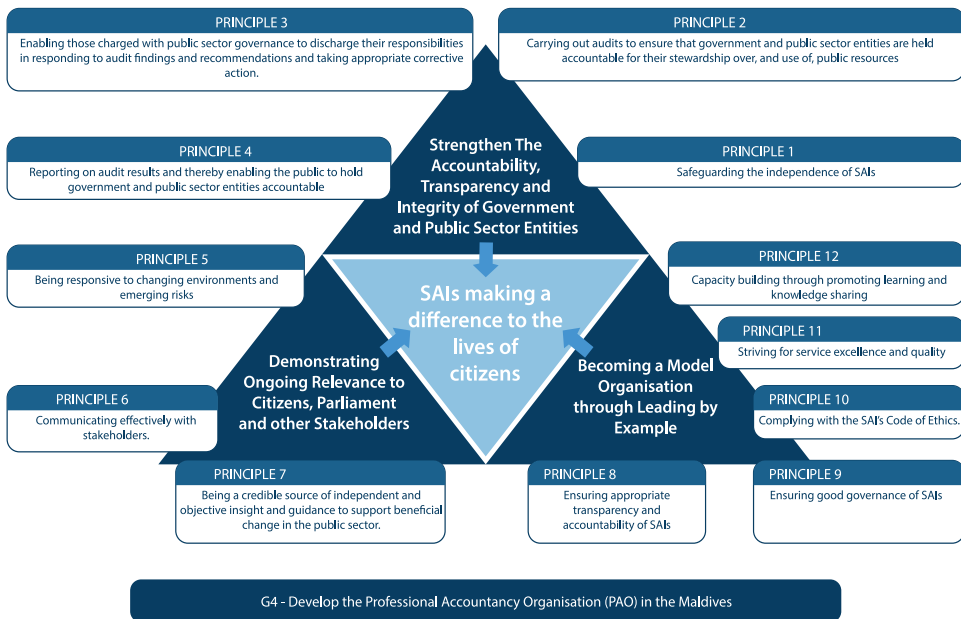 PRINCIPLE 3
Enabling those charged with public sector governance to discharge their responsibilities
in responding to audit findings and recommendations and taking appropriate corrective
action.
PRINCIPLE 2
Carrying out audits to ensure that government and public sector entities are held
accountable for their stewardship over, and use of, public resources
PRINCIPLE 4
Reporting on audit results and thereby enabling the public to hold
government and public sector entities accountable
Strengthen The
Accountability,
Transparency and
Integrity of Government
and Public Sector Entities
PRINCIPLE 1
Safeguarding the independence of SAIs
PRINCIPLE 5
Being responsive to changing environments and
emerging risks
PRINCIPLE 12
Capacity building through promoting learning and
knowledge sharing
SAIs making a
difference to the
lives of
citizens
PRINCIPLE 11
Striving for service excellence and quality
Demonstrating
Ongoing Relevance to
Citizens, Parliament
and other Stakeholders
Becoming a Model
Organisation
through Leading by
Example
PRINCIPLE 6
Communicating effectively with
stakeholders.
PRINCIPLE 10
Complying with the SAI's Code of Ethics.
PRINCIPLE 7
Being a credible source of independent and
objective insight and guidance to support beneficial
change in the public sector.
PRINCIPLE 8
Ensuring appropriate
transparency and
accountability of SAIs
PRINCIPLE 9
Ensuring good governance of SAIs
G4 - Develop the Professional Accountancy Organisation (PAO) in the Maldives